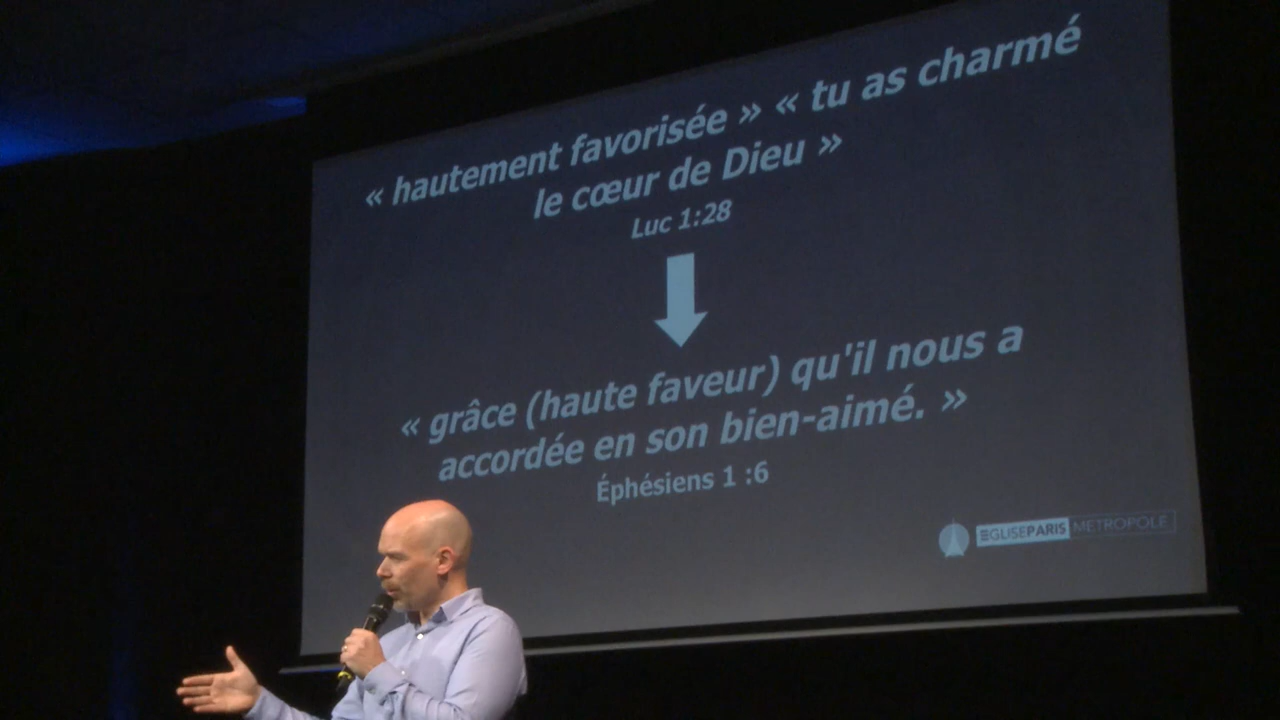 « hautement favorisée » « tu as charmé
le cœur de Dieu »
Luc 1:28
« grâce (haute faveur) qu'il nous a
accordée en son bien-aimé. »
Éphésiens 1 :6
EGLISEPARIS METROPOLE